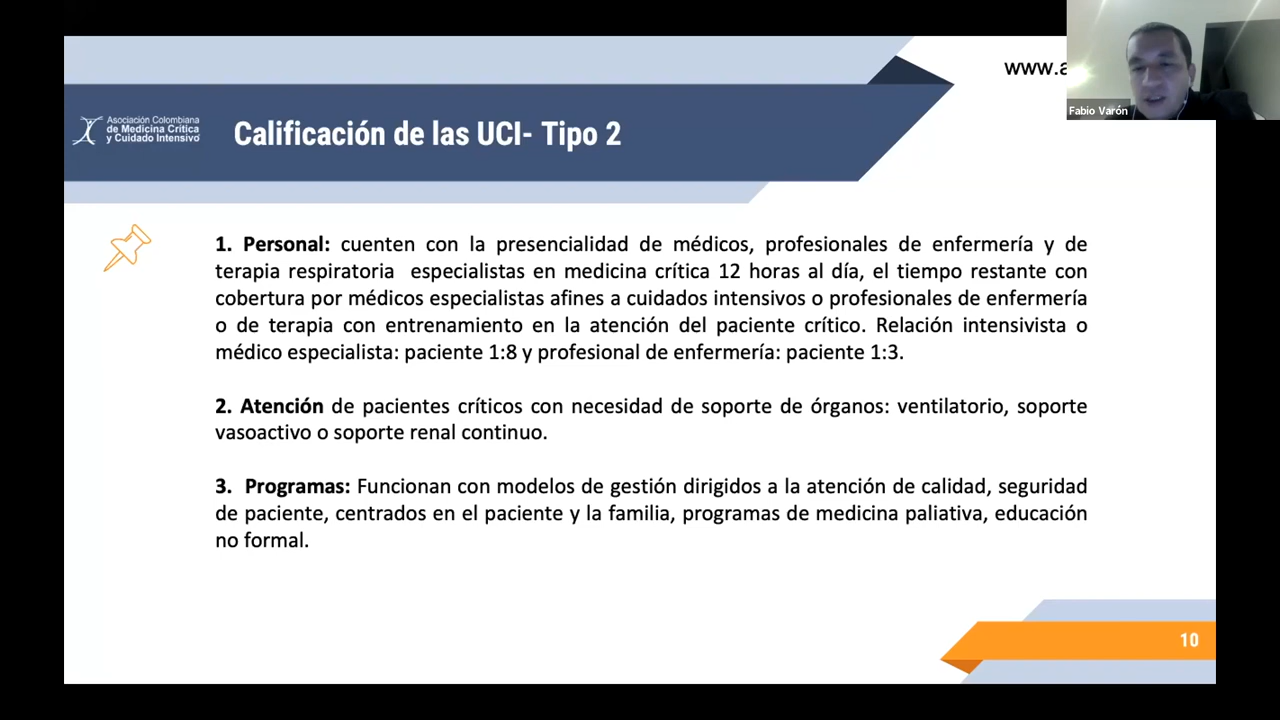 www.a
Fabio Varón
Asociación Colombiana
de Medicina Crítica
y Cuidado Intensivo
Calificación de las UCI- Tipo 2
1. Personal: cuenten con la presencialidad de médicos, profesionales de enfermería y de
terapia respiratoria especialistas en medicina crítica 12 horas al día, el tiempo restante con
cobertura por médicos especialistas afines a cuidados intensivos o profesionales de enfermería
o de terapia con entrenamiento en la atención del paciente crítico. Relación intensivista o
médico especialista: paciente 1:8 y profesional de enfermería: paciente 1:3.
2. Atención de pacientes críticos con necesidad de soporte de órganos: ventilatorio, soporte
vasoactivo o soporte renal continuo.
3. Programas: Funcionan con modelos de gestión dirigidos a la atención de calidad, seguridad
de paciente, centrados en el paciente y la familia, programas de medicina paliativa, educación
no formal.
10